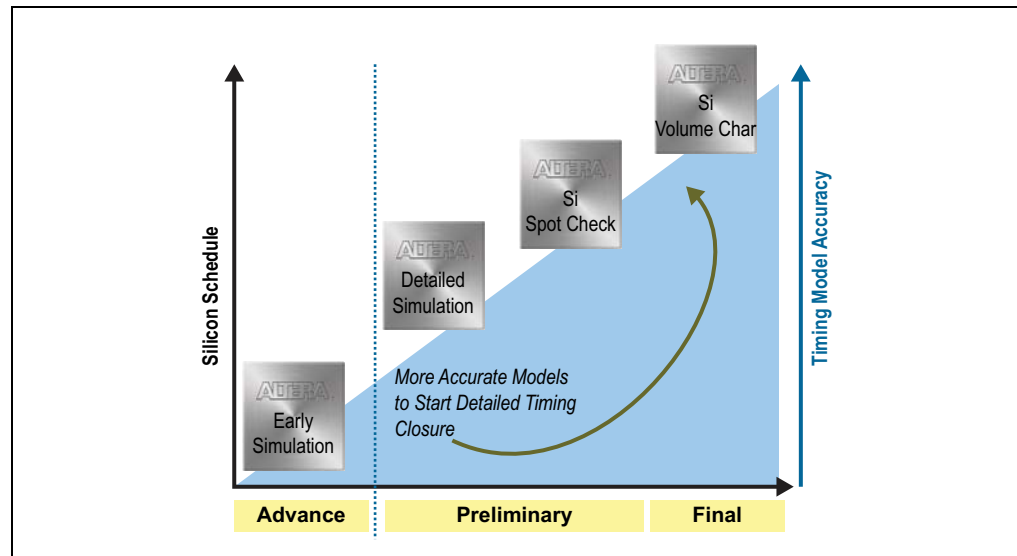 ALTERA
Si
Volume Char
ALTERA
Si
Spot Check
ALTERA
Detailed
Simulation
ALTERA
Early
Simulation
More Accurate Models
to Start Detailed Timing
Closure
Silicon Schedule
Timing Model Accuracy
Advance
Preliminary
Final